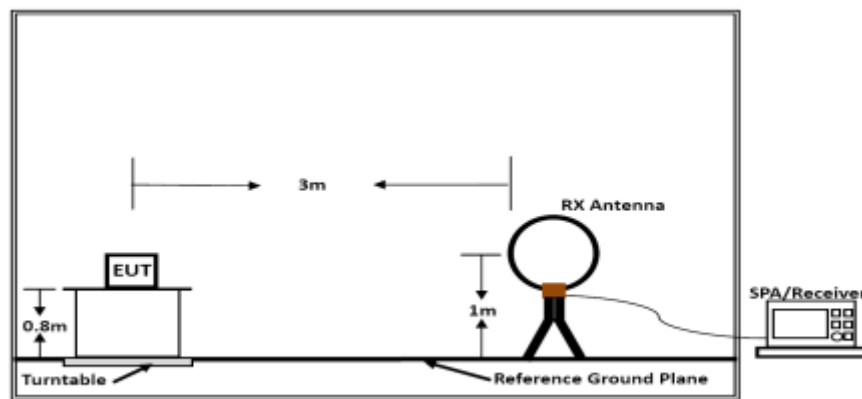 3m
RX Antenna
EUT
0.8m
1m
SPA/Receiver
Turntable
Reference Ground Plane